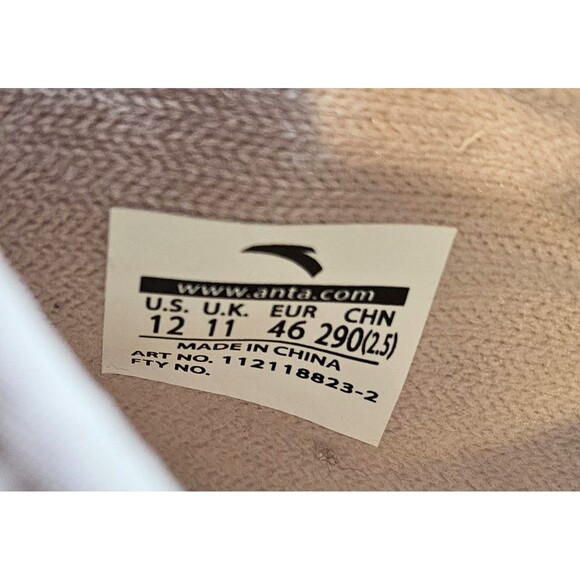 www.anta.com
U.S. U.K. EUR CHN
12 11 46 290(2.5)
MADE IN CHINA
ART NO. 112118823-2
FTY NO.